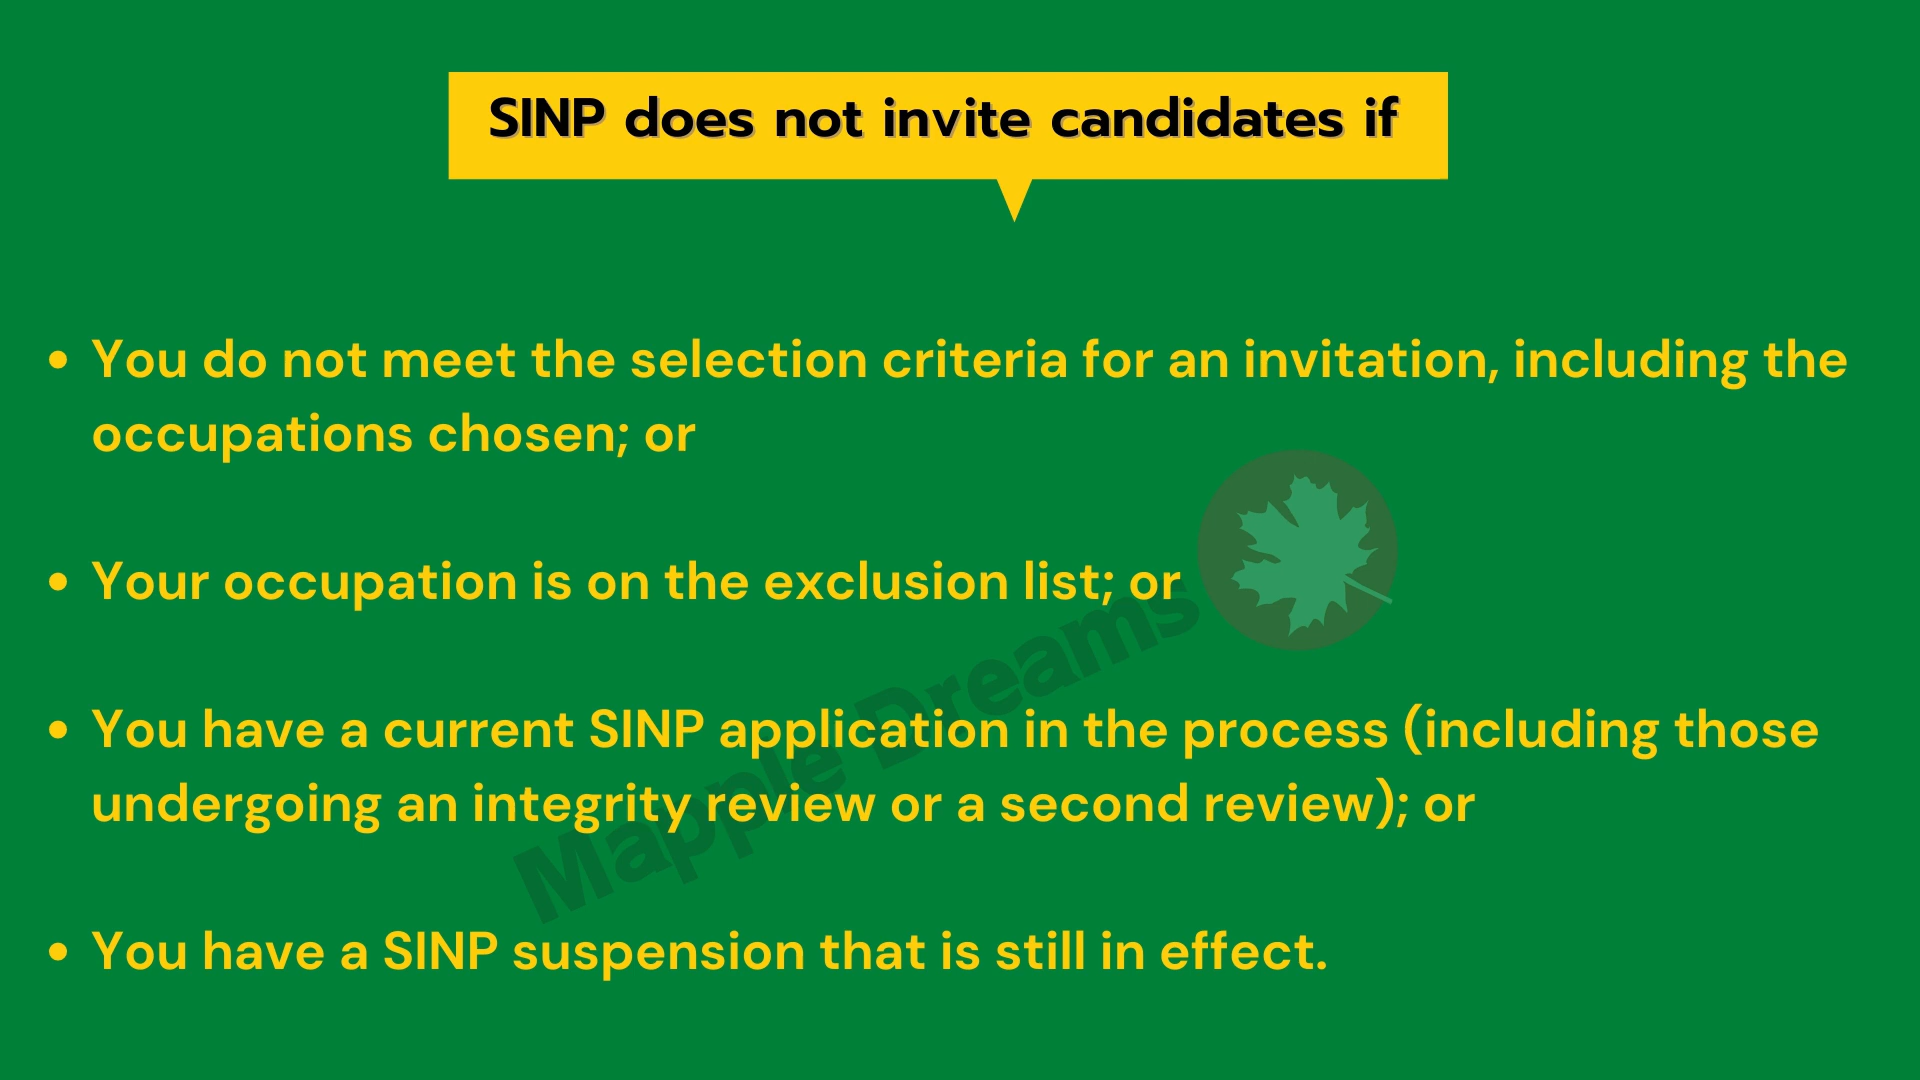 SINP does not invite candidates if
• You do not meet the selection criteria for an invitation, including the
occupations chosen; or
• Your occupation is on the exclusion list; or
• You have a current SINP application in the process (including those
undergoing an integrity review or a second review); or
• You have a SINP suspension that is still in effect.
Mapple Dreams